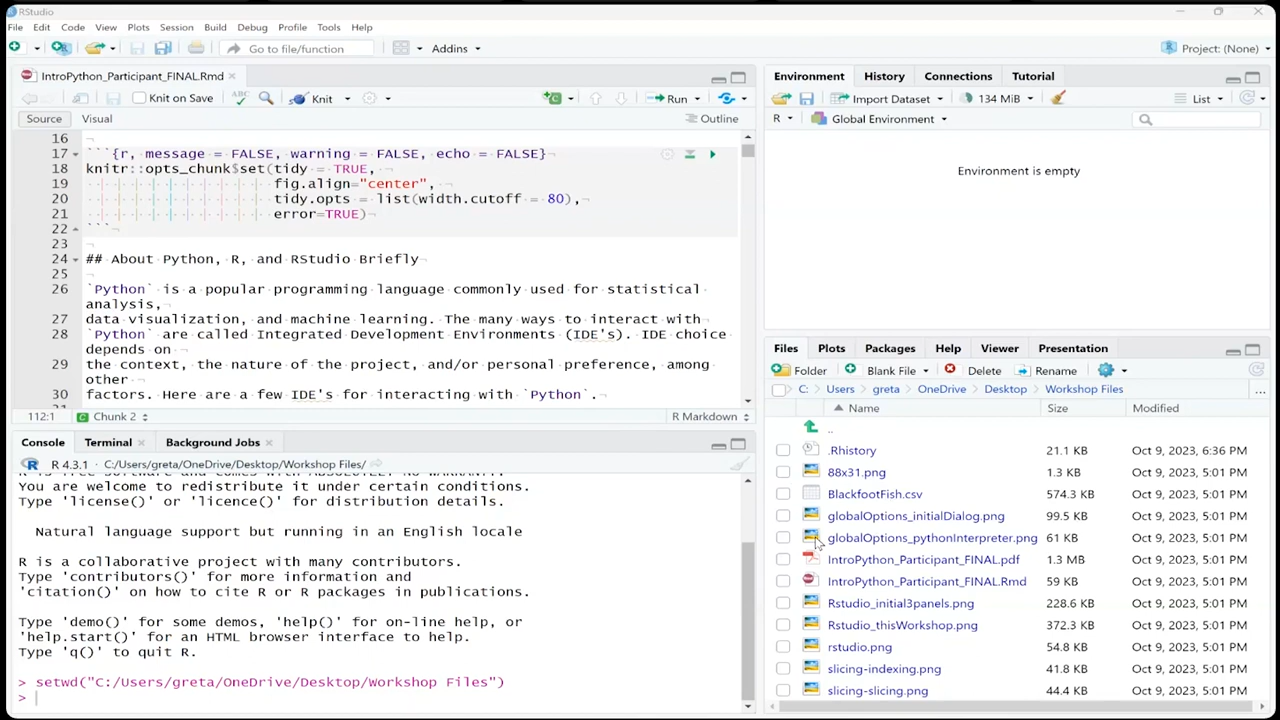 RStudio
File Edit Code View Plots Session Build Debug Profile Tools Help
Go to file/function Addins Project: (None)
IntroPython_Participant_FINAL.Rmd
Knit on Save ABC Knit Run
Source Visual Outline
16
17 ```{r, message = FALSE, warning = FALSE, echo = FALSE}
18 knitr::opts_chunk$set(tidy = TRUE,
19 fig.align="center",
20 tidy.opts = list(width.cutoff = 80),
21 error=TRUE)
22 ```
23
24 ## About Python, R, and RStudio Briefly
25
26 `Python` is a popular programming language commonly used for statistical
analysis,
27 data visualization, and machine learning. The many ways to interact with
28 `Python` are called Integrated Development Environments (IDE's). IDE choice
depends on
29 the context, the nature of the project, and/or personal preference, among
other
30 factors. Here are a few IDE's for interacting with `Python`.
112:1 Chunk 2 R Markdown
Console Terminal Background Jobs
R 4.3.1 · C:/Users/greta/OneDrive/Desktop/Workshop Files/
You are welcome to redistribute it under certain conditions.
Type 'license()' or 'licence()' for distribution details.
Natural language support but running in an English locale
R is a collaborative project with many contributors.
Type 'contributors()' for more information and
'citation()' on how to cite R or R packages in publications.
Type 'demo()' for some demos, 'help()' for on-line help, or
'help.start()' for an HTML browser interface to help.
Type 'q()' to quit R.
> setwd("C:/Users/greta/OneDrive/Desktop/Workshop Files")
>
Environment History Connections Tutorial
Import Dataset 134 MiB List
R Global Environment
Environment is empty
Files Plots Packages Help Viewer Presentation
Folder Blank File Delete Rename
C: Users greta OneDrive Desktop Workshop Files ...
Name Size Modified
..
.Rhistory 21.1 KB Oct 9, 2023, 6:36 PM
88x31.png 1.3 KB Oct 9, 2023, 5:01 PM
BlackfootFish.csv 574.3 KB Oct 9, 2023, 5:01 PM
globalOptions_initialDialog.png 99.5 KB Oct 9, 2023, 5:01 PM
globalOptions_pythonInterpreter.png 61 KB Oct 9, 2023, 5:01 PM
IntroPython_Participant_FINAL.pdf 1.3 MB Oct 9, 2023, 5:01 PM
IntroPython_Participant_FINAL.Rmd 59 KB Oct 9, 2023, 5:01 PM
Rstudio_initial3panels.png 228.6 KB Oct 9, 2023, 5:01 PM
Rstudio_thisWorkshop.png 372.3 KB Oct 9, 2023, 5:01 PM
rstudio.png 54.8 KB Oct 9, 2023, 5:01 PM
slicing-indexing.png 41.8 KB Oct 9, 2023, 5:01 PM
slicing-slicing.png 44.4 KB Oct 9, 2023, 5:01 PM